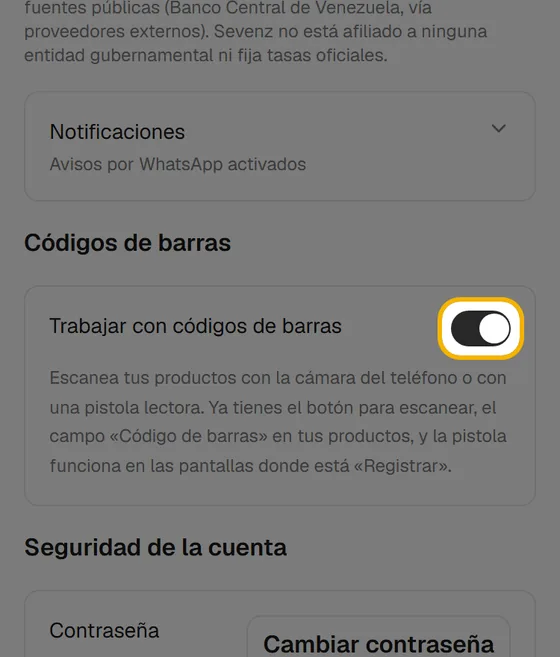 fuentes públicas (Banco Central de Venezuela, vía
proveedores externos). Sevenz no está afiliado a ninguna
entidad gubernamental ni fija tasas oficiales.
Notificaciones
Avisos por WhatsApp activados
Códigos de barras
Trabajar con códigos de barras
Escanea tus productos con la cámara del teléfono o con
una pistola lectora. Ya tienes el botón para escanear, el
campo «Código de barras» en tus productos, y la pistola
funciona en las pantallas donde está «Registrar».
Seguridad de la cuenta
Contraseña
Cambiar contraseña